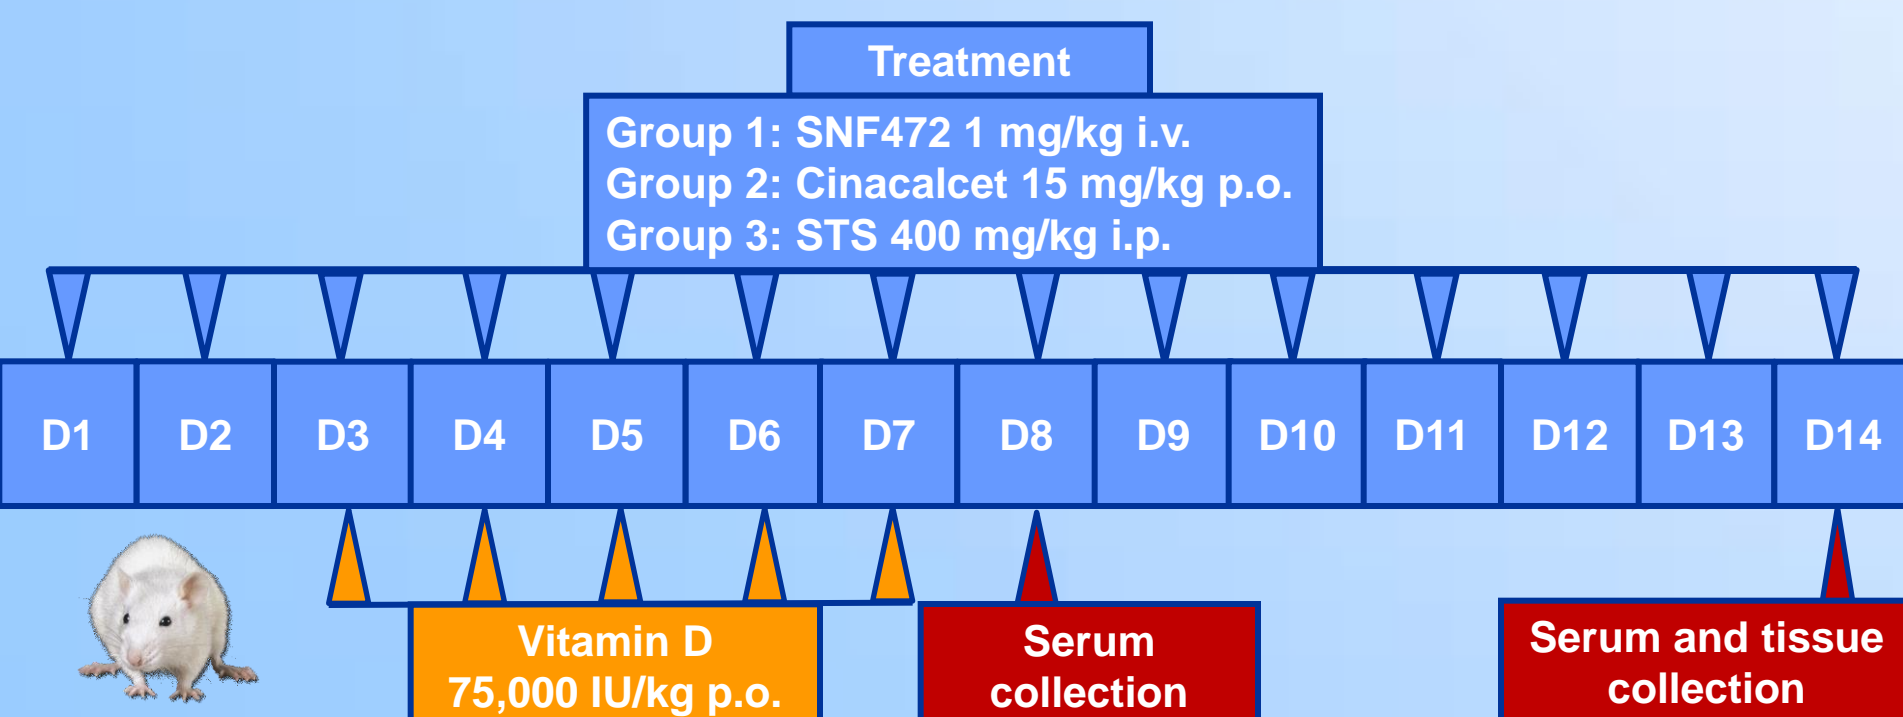 Treatment
Group 1: SNF472 1 mg/kg i.v.
Group 2: Cinacalcet 15 mg/kg p.o.
Group 3: STS 400 mg/kg i.p.
D1 D2 D3 D4 D5 D6 D7 D8 D9 D10 D11 D12 D13 D14
Vitamin D
75,000 IU/kg p.o.
Serum
collection
Serum and tissue
collection